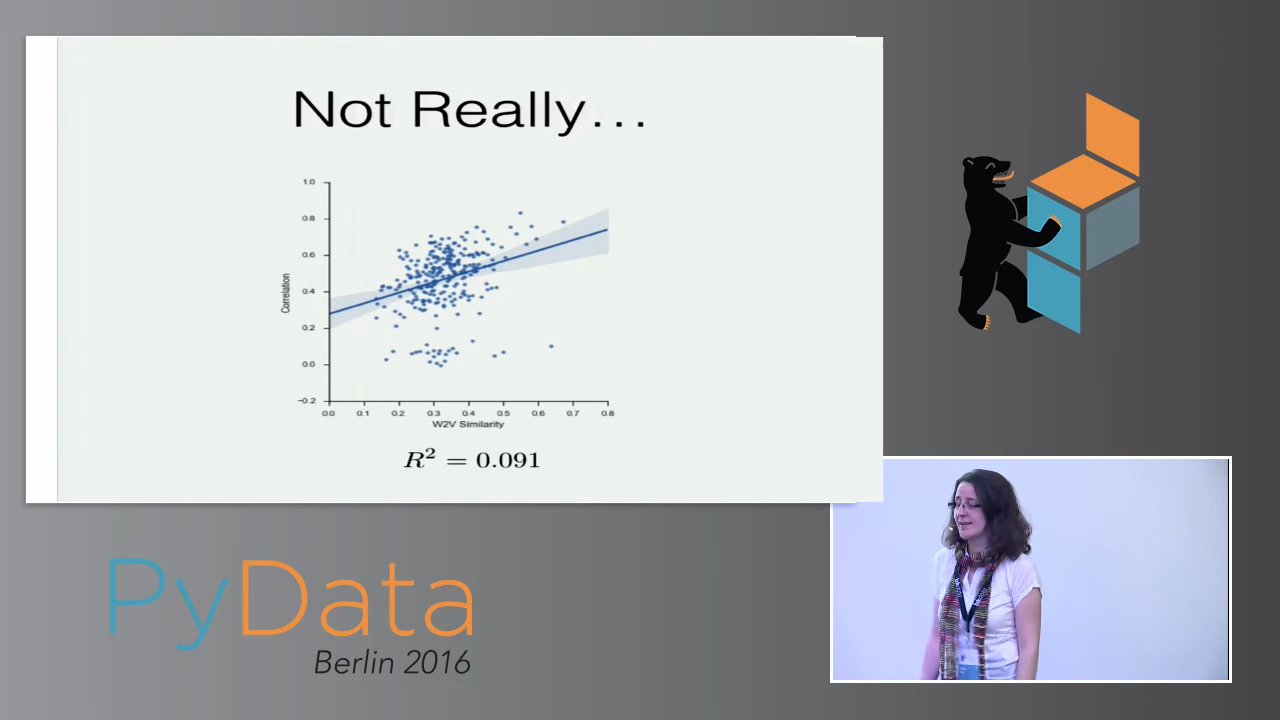 Not Really...
1.0
0.8
0.6
0.4
0.2
0.0
−0.2
Correlation
0.0 0.1 0.2 0.3 0.4 0.5 0.6 0.7 0.8
W2V Similarity
R² = 0.091
PyData
Berlin 2016